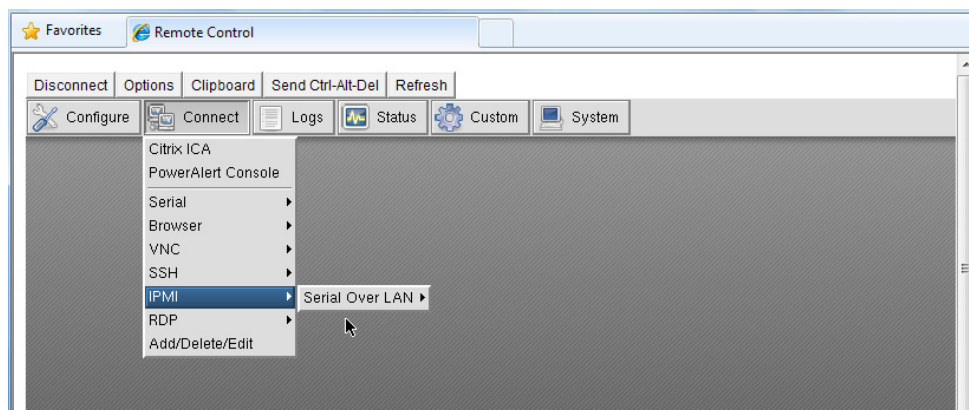 Favorites Remote Control
Disconnect Options Clipboard Send Ctrl-Alt-Del Refresh
Configure Connect Logs Status Custom System
Citrix ICA
PowerAlert Console
Serial
Browser
VNC
SSH
IPMI Serial Over LAN
RDP
Add/Delete/Edit